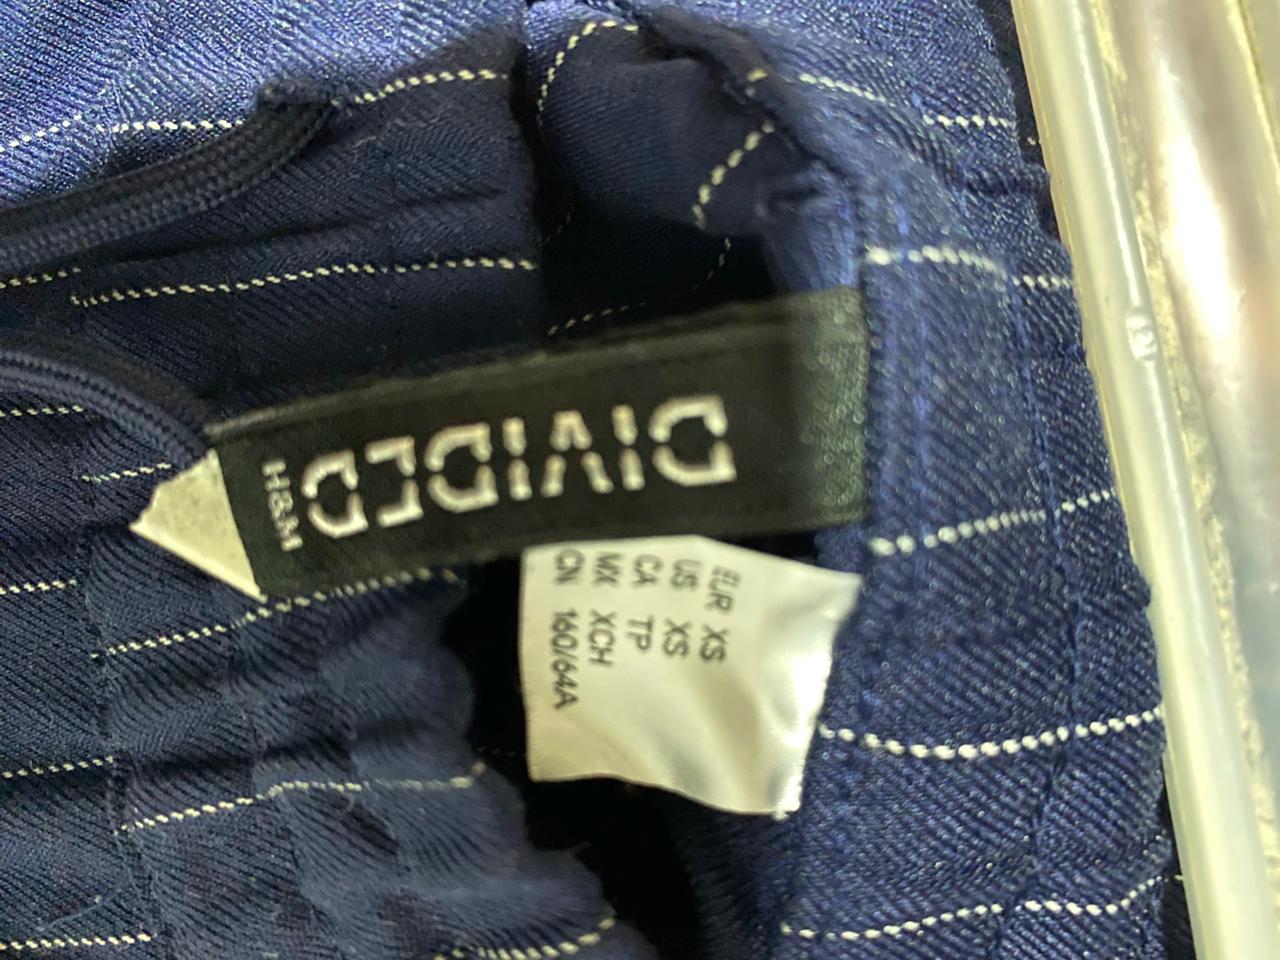 DIVIDED
H&M
EUR XS
US XS
CA TP
MX XCH
CN 160/64A